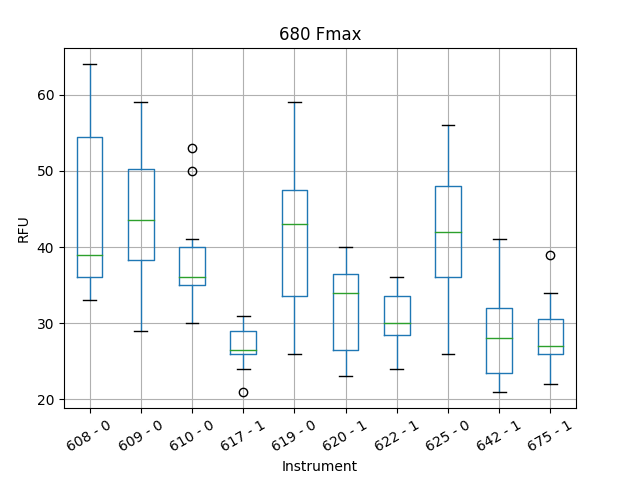 680 Fmax
60
50
40
30
20
RFU
608 - 0
609 - 0
610 - 0
617 - 1
619 - 0
620 - 1
622 - 1
625 - 0
642 - 1
675 - 1
Instrument